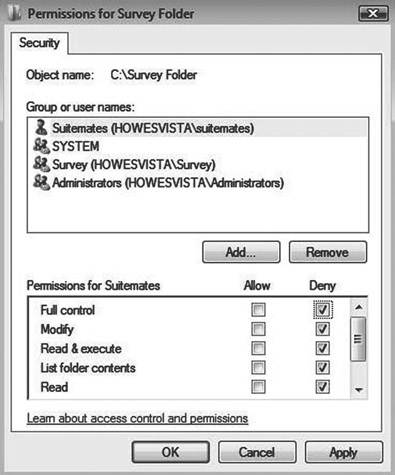 Permissions for Survey Folder
Security
Object name: C:\Survey Folder
Group or user names:
Suitemates (HOWESVISTA\suitemates)
SYSTEM
Survey (HOWESVISTA\Survey)
Administrators (HOWESVISTA\Administrators)
Add... Remove
Permissions for Suitemates Allow Deny
Full control
Modify
Read & execute
List folder contents
Read
Learn about access control and permissions
OK Cancel Apply